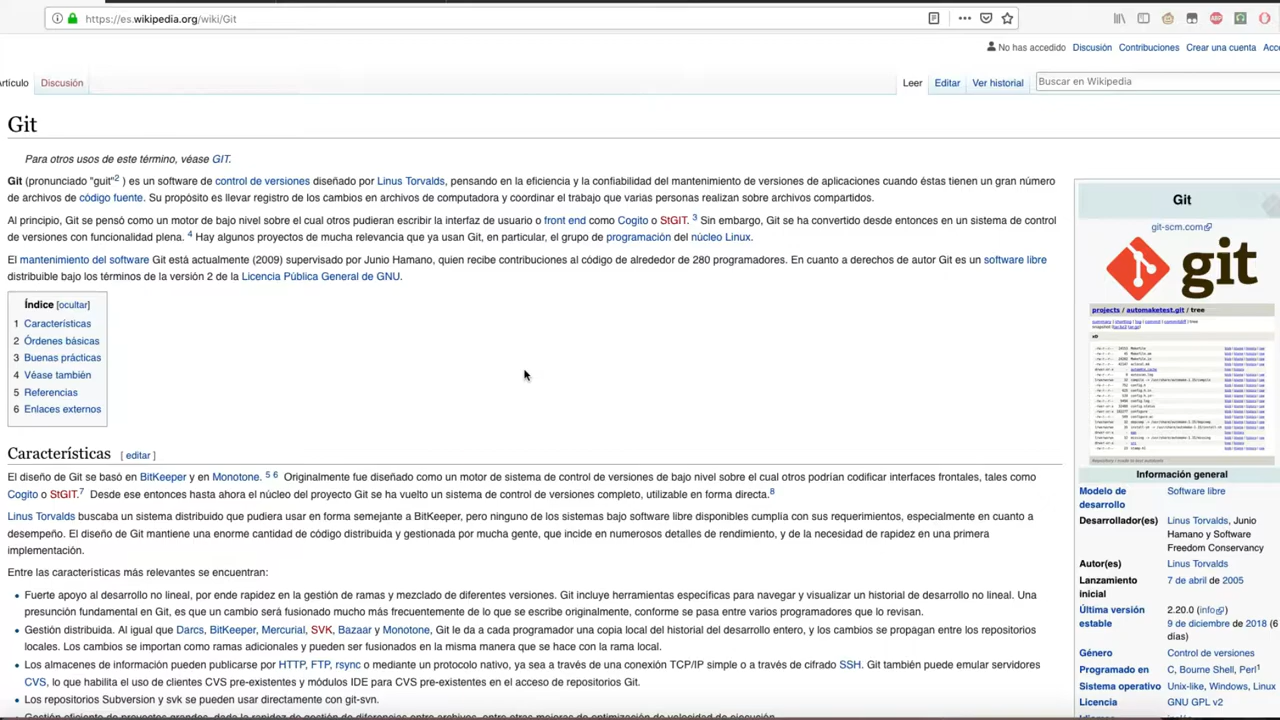 https://es.wikipedia.org/wiki/Git
No has accedido Discusión Contribuciones Crear una cuenta Acce
rtículo Discusión Leer Editar Ver historial Buscar en Wikipedia
Git
Para otros usos de este término, véase GIT.
Git (pronunciado "guit"2 ) es un software de control de versiones diseñado por Linus Torvalds, pensando en la eficiencia y la confiabilidad del mantenimiento de versiones de aplicaciones cuando éstas tienen un gran número
de archivos de código fuente. Su propósito es llevar registro de los cambios en archivos de computadora y coordinar el trabajo que varias personas realizan sobre archivos compartidos.
Al principio, Git se pensó como un motor de bajo nivel sobre el cual otros pudieran escribir la interfaz de usuario o front end como Cogito o StGIT. 3 Sin embargo, Git se ha convertido desde entonces en un sistema de control
de versiones con funcionalidad plena. 4 Hay algunos proyectos de mucha relevancia que ya usan Git, en particular, el grupo de programación del núcleo Linux.
El mantenimiento del software Git está actualmente (2009) supervisado por Junio Hamano, quien recibe contribuciones al código de alrededor de 280 programadores. En cuanto a derechos de autor Git es un software libre
distribuible bajo los términos de la versión 2 de la Licencia Pública General de GNU.
Índice [ocultar]
1 Características
2 Órdenes básicas
3 Buenas prácticas
4 Véase también
5 Referencias
6 Enlaces externos
Características [ editar ]
El diseño de Git se basó en BitKeeper y en Monotone. 5 6 Originalmente fue diseñado como un motor de sistema de control de versiones de bajo nivel sobre el cual otros podrían codificar interfaces frontales, tales como
Cogito o StGIT.7 Desde ese entonces hasta ahora el núcleo del proyecto Git se ha vuelto un sistema de control de versiones completo, utilizable en forma directa.8
Linus Torvalds buscaba un sistema distribuido que pudiera usar en forma semejante a BitKeeper, pero ninguno de los sistemas bajo software libre disponibles cumplía con sus requerimientos, especialmente en cuanto a
desempeño. El diseño de Git mantiene una enorme cantidad de código distribuida y gestionada por mucha gente, que incide en numerosos detalles de rendimiento, y de la necesidad de rapidez en una primera
implementación.
Entre las características más relevantes se encuentran:
• Fuerte apoyo al desarrollo no lineal, por ende rapidez en la gestión de ramas y mezclado de diferentes versiones. Git incluye herramientas específicas para navegar y visualizar un historial de desarrollo no lineal. Una
presunción fundamental en Git, es que un cambio será fusionado mucho más frecuentemente de lo que se escribe originalmente, conforme se pasa entre varios programadores que lo revisan.
• Gestión distribuida. Al igual que Darcs, BitKeeper, Mercurial, SVK, Bazaar y Monotone, Git le da a cada programador una copia local del historial del desarrollo entero, y los cambios se propagan entre los repositorios
locales. Los cambios se importan como ramas adicionales y pueden ser fusionados en la misma manera que se hace con la rama local.
• Los almacenes de información pueden publicarse por HTTP, FTP, rsync o mediante un protocolo nativo, ya sea a través de una conexión TCP/IP simple o a través de cifrado SSH. Git también puede emular servidores
CVS, lo que habilita el uso de clientes CVS pre-existentes y módulos IDE para CVS pre-existentes en el acceso de repositorios Git.
• Los repositorios Subversion y svk se pueden usar directamente con git-svn.
Gestión eficiente de proyectos grandes, dada la rapidez de gestión de diferencias entre archivos, entre otras mejoras de optimización de velocidad de ejecución.
Git
git-scm.com
git
projects / automaketest.git / tree
Información general
Modelo de desarrollo Software libre
Desarrollador(es) Linus Torvalds, Junio
Hamano y Software
Freedom Conservancy
Autor(es) Linus Torvalds
Lanzamiento inicial 7 de abril de 2005
Última versión estable 2.20.0 (info)
9 de diciembre de 2018 (6
días)
Género Control de versiones
Programado en C, Bourne Shell, Perl1
Sistema operativo Unix-like, Windows, Linux
Licencia GNU GPL v2